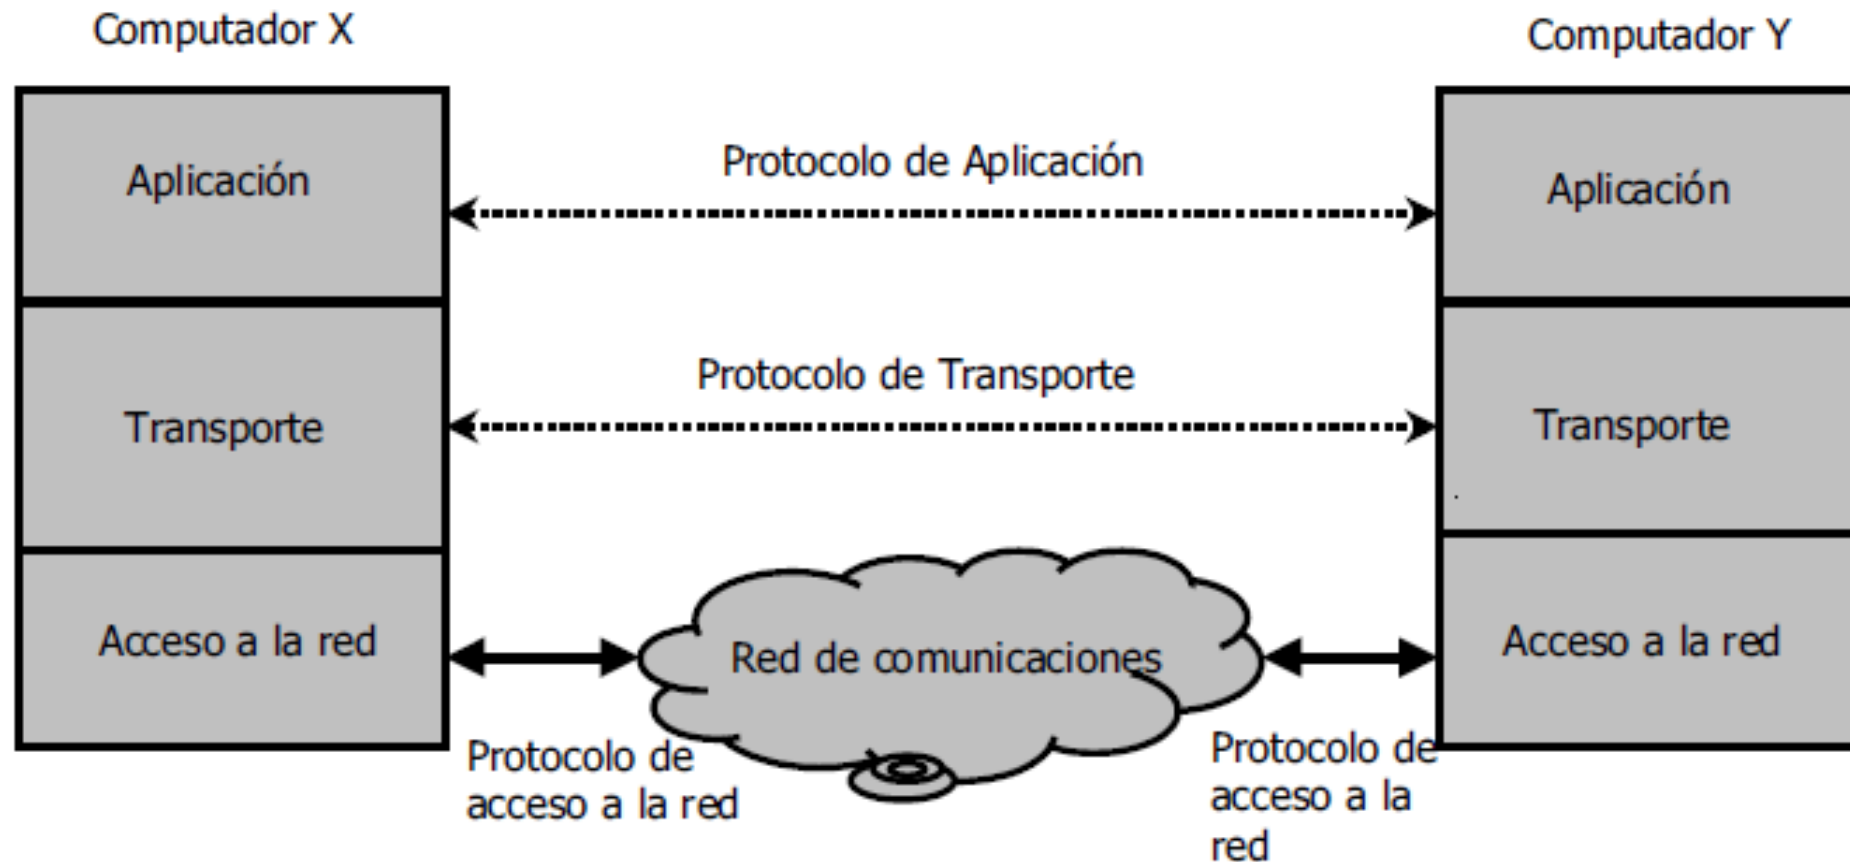 Computador X
Computador Y
Aplicación
Protocolo de Aplicación
Aplicación
Transporte
Protocolo de Transporte
Transporte
Acceso a la red
Red de comunicaciones
Acceso a la red
Protocolo de
acceso a la red
Protocolo de
acceso a la
red